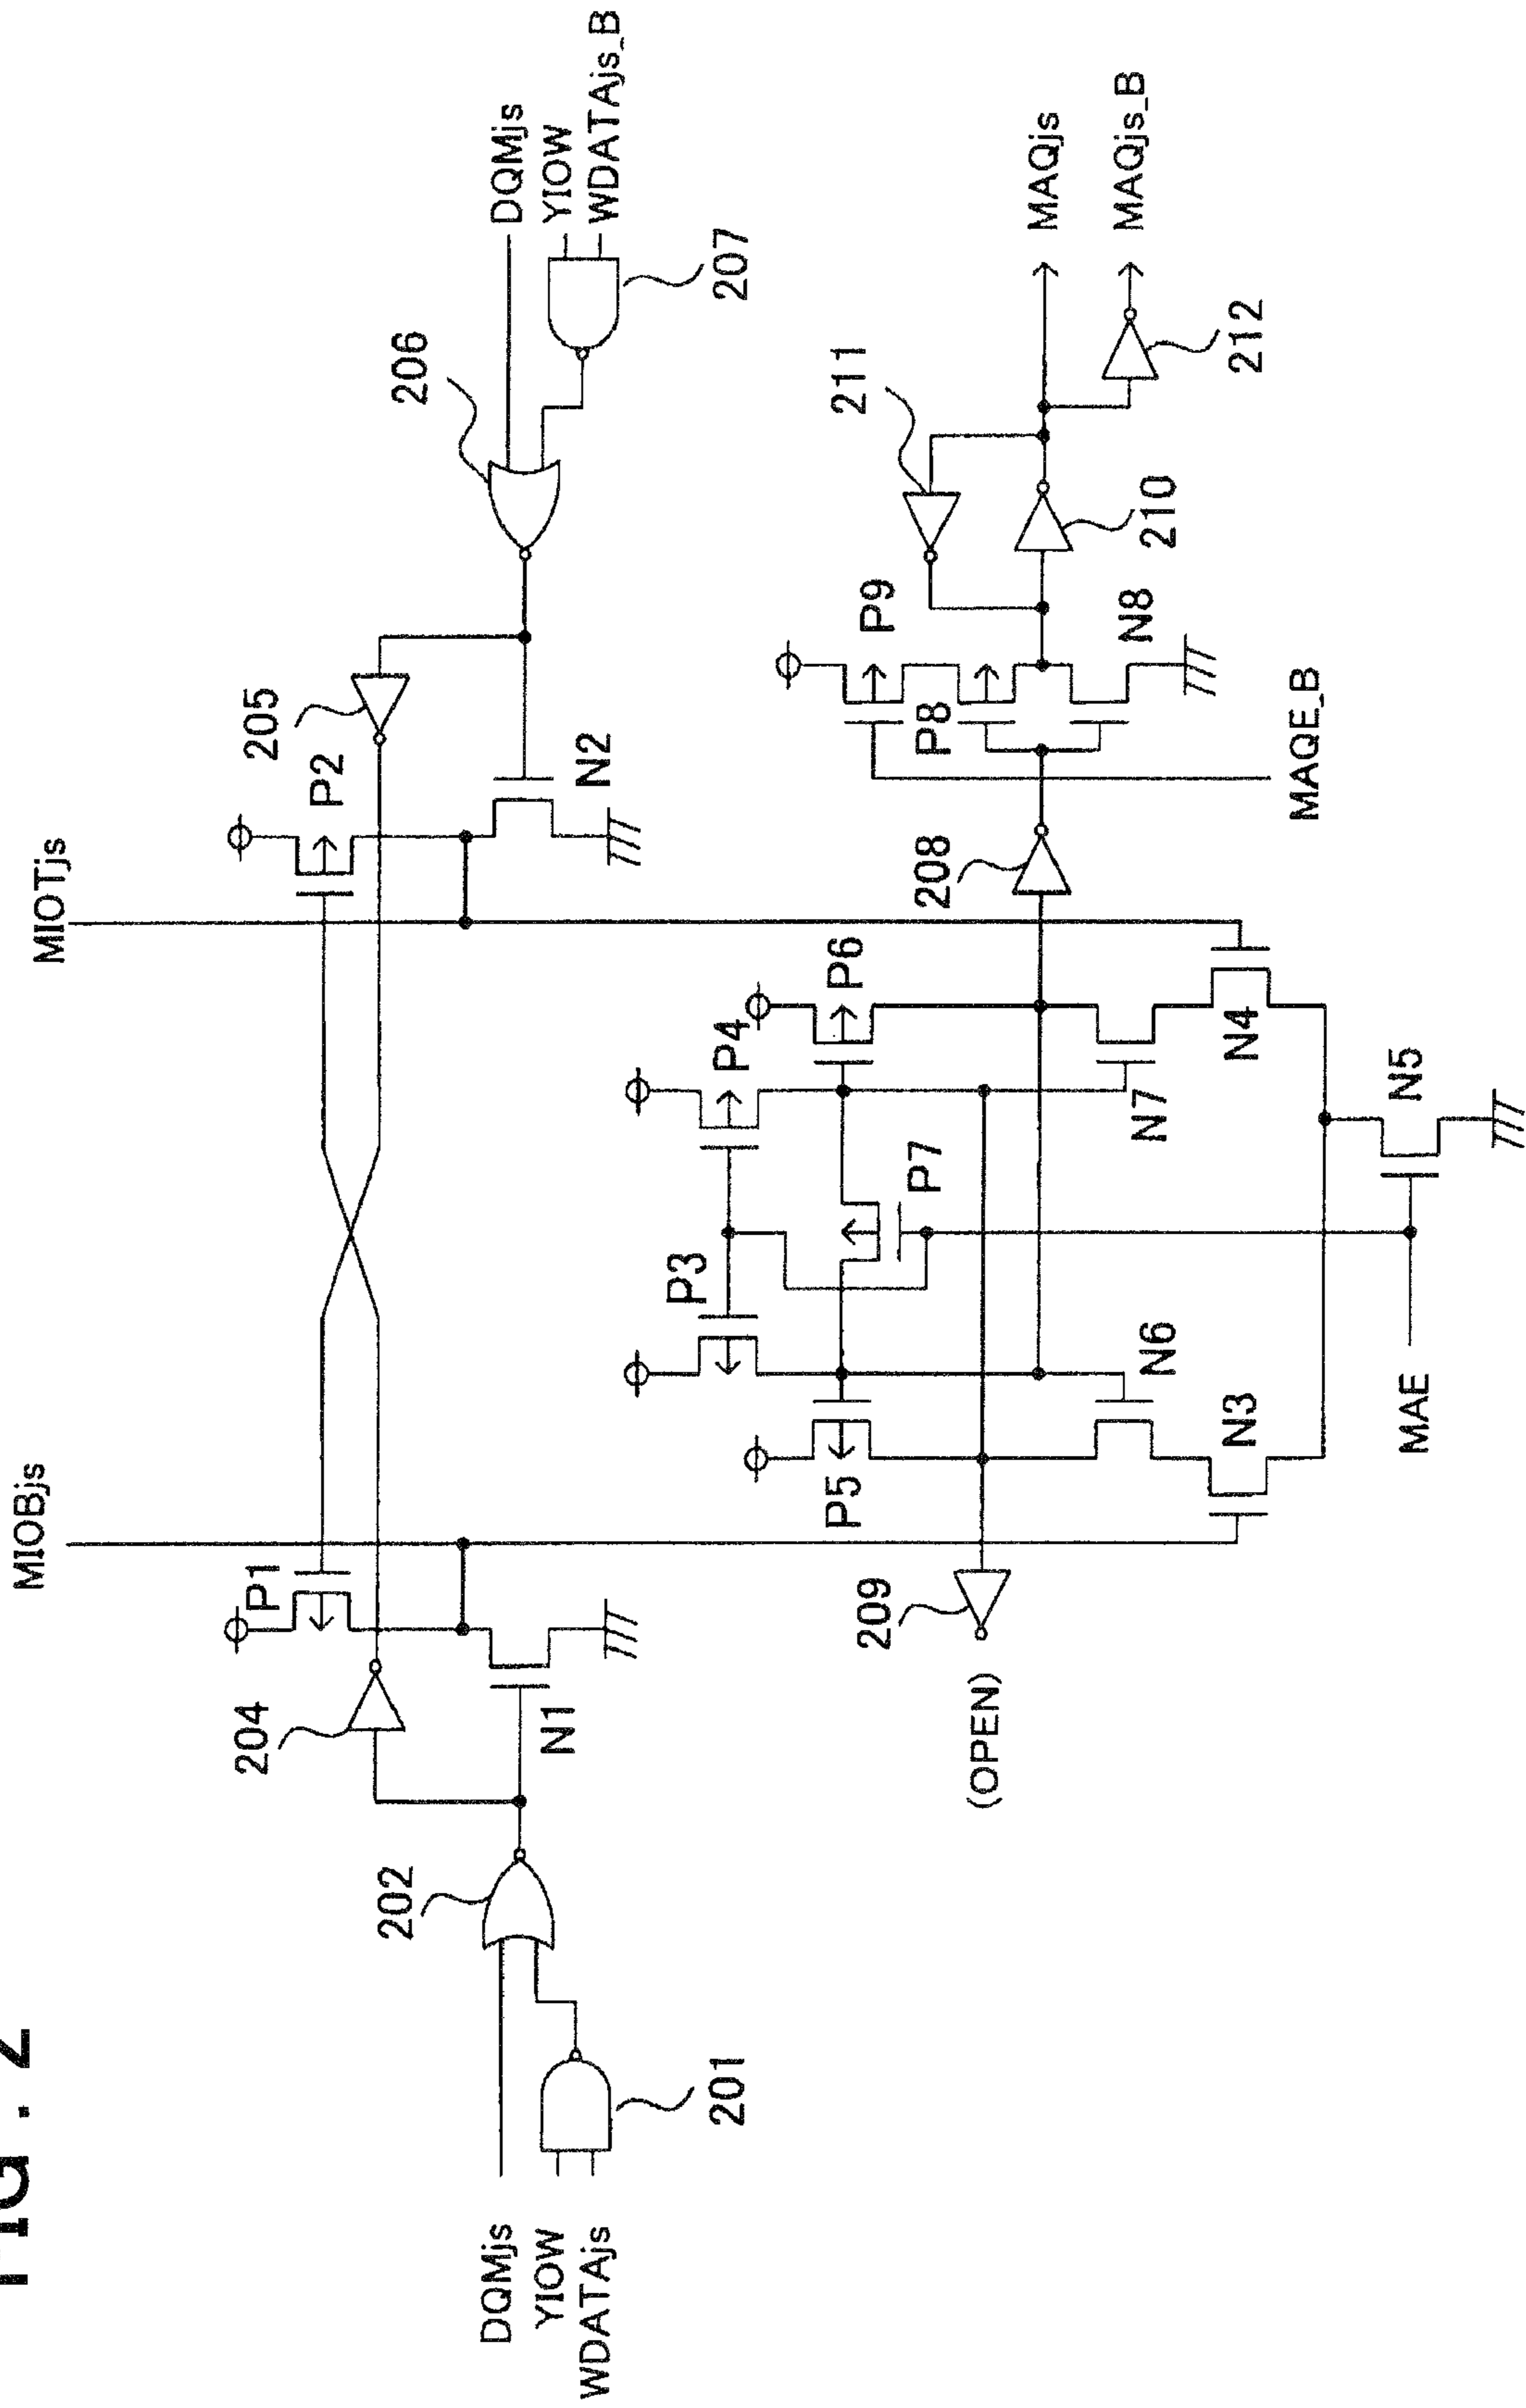 FIG. 2
MIOBjs
MIOTjs
P1
P2
204
205
202
206
N1
N2
DQMjs
YIOW
WDATAjs
201
DQMjs
YIOW
WDATAjs_B
207
P3
P4
P5
P6
P7
209
(OPEN)
208
P8
P9
211
N6
N7
N8
210
MAQjs
MAQjs_B
212
N3
N4
MAQE_B
MAE
N5